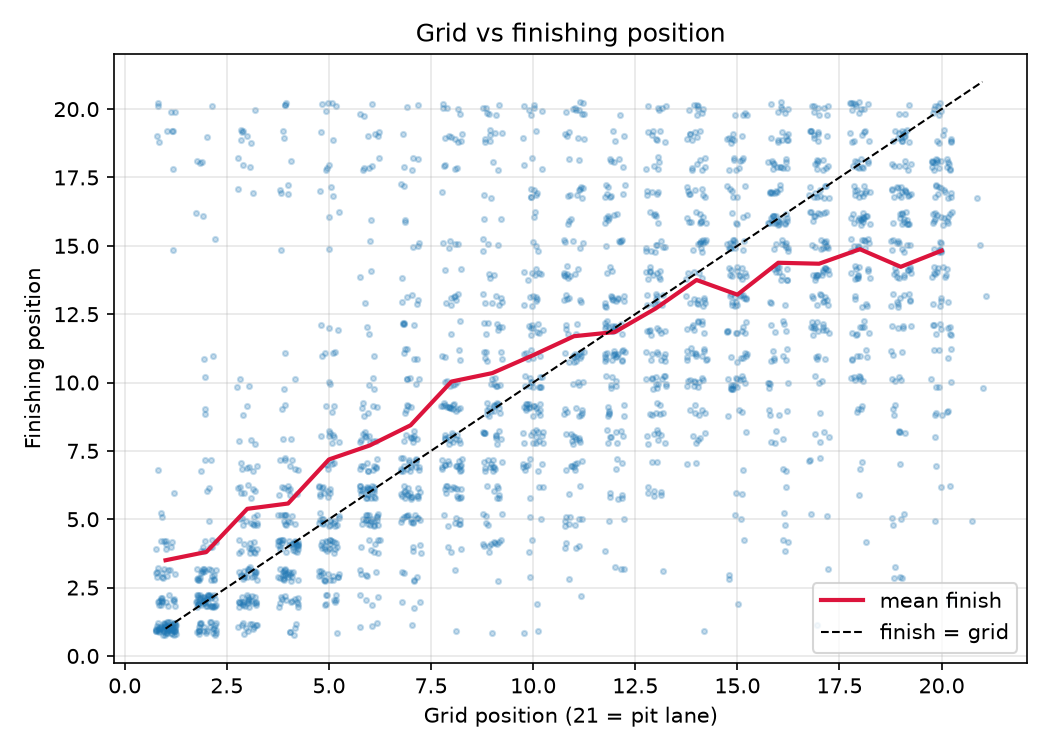 Grid vs finishing position
Finishing position
20.0
17.5
15.0
12.5
10.0
7.5
5.0
2.5
0.0
0.0 2.5 5.0 7.5 10.0 12.5 15.0 17.5 20.0
Grid position (21 = pit lane)
mean finish
finish = grid